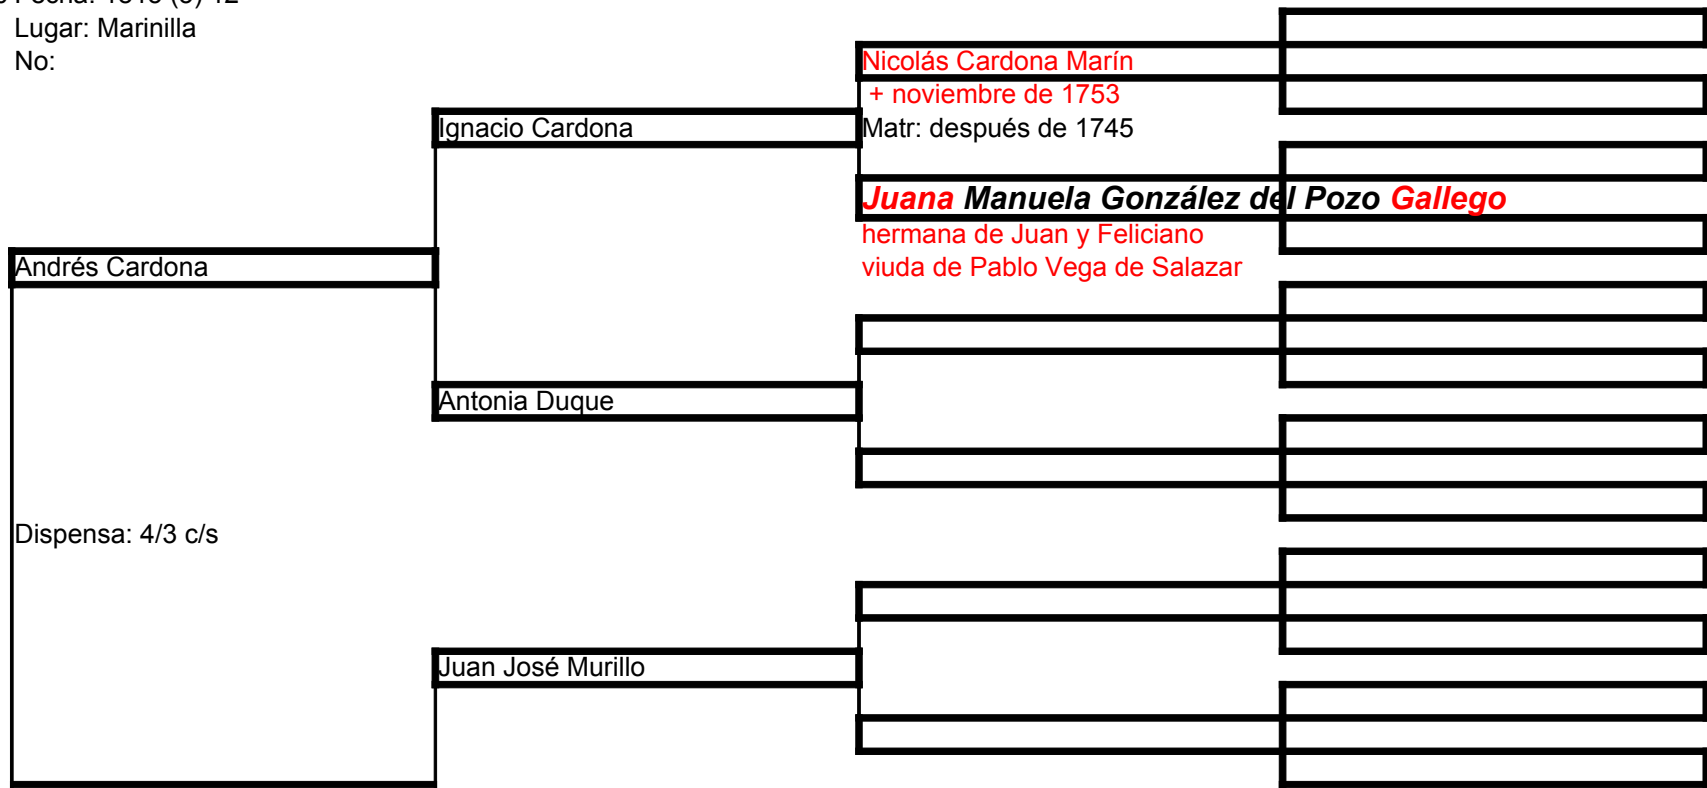 Lugar: Marinilla
No:
Nicolás Cardona Marín
+ noviembre de 1753
Ignacio Cardona
Matr: después de 1745
Juana Manuela González del Pozo Gallego
hermana de Juan y Feliciano
Andrés Cardona
viuda de Pablo Vega de Salazar
Antonia Duque
Dispensa: 4/3 c/s
Juan José Murillo